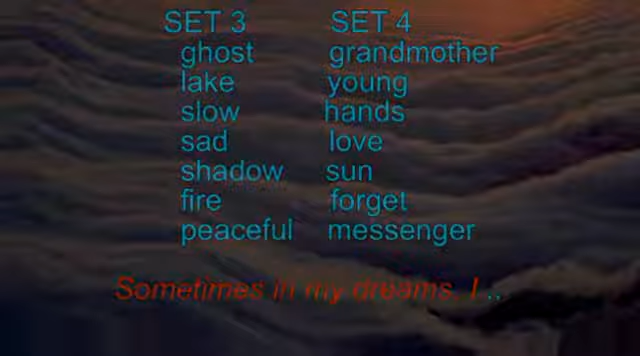 SET 3 SET 4
ghost grandmother
lake young
slow hands
sad love
shadow sun
fire forget
peaceful messenger
Sometimes in my dreams, I ...